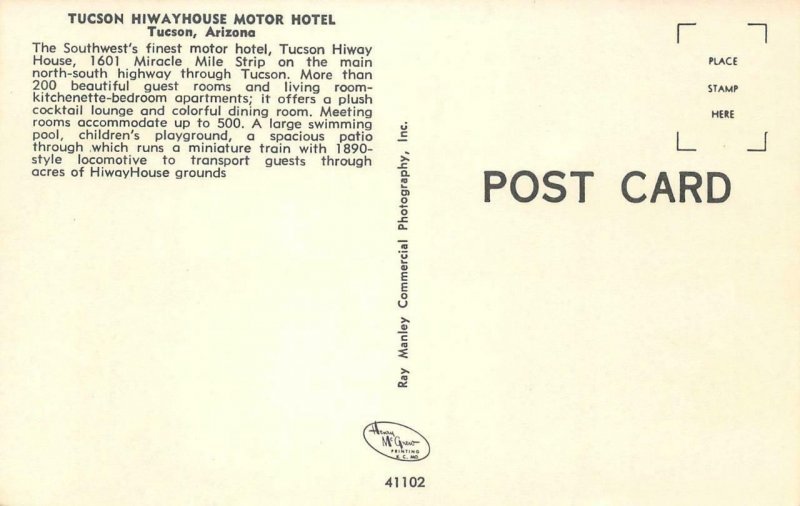 TUCSON HIWAYHOUSE MOTOR HOTEL
Tucson, Arizona
The Southwest's finest motor hotel, Tucson Hiway
House, 1601 Miracle Mile Strip on the main
north-south highway through Tucson. More than
200 beautiful guest rooms and living room-
kitchenette-bedroom apartments; it offers a plush
cocktail lounge and colorful dining room. Meeting
rooms accommodate up to 500. A large swimming
pool, children's playground, a spacious patio
through which runs a miniature train with 1890-
style locomotive to transport guests through
acres of HiwayHouse grounds
Ray Manley Commercial Photography, Inc.
Henry
McGrew
PRINTING
K. C. MO.
41102
PLACE
STAMP
HERE
POST CARD